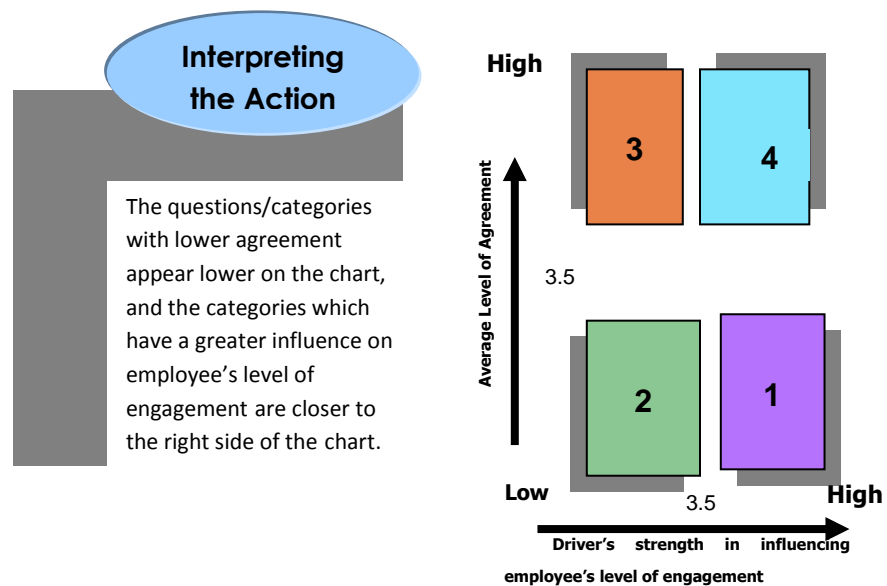 Interpreting
the Action
The questions/categories
with lower agreement
appear lower on the chart,
and the categories which
have a greater influence on
employee’s level of
engagement are closer to
the right side of the chart.
High
Average Level of Agreement
3
4
3.5
2
1
Low
3.5
High
Driver’s strength in influencing
employee’s level of engagement